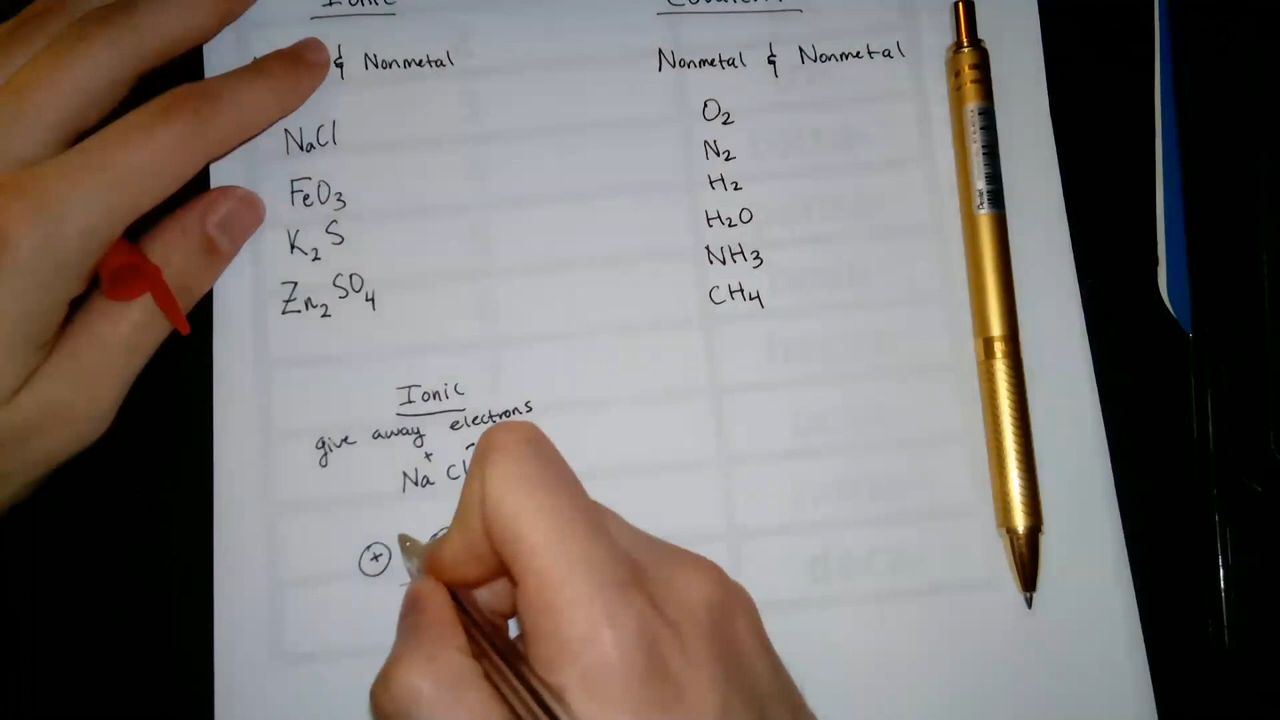 & Nonmetal
Nonmetal & Nonmetal
NaCl
FeO3
K2S
Zn2SO4
O2
N2
H2
H2O
NH3
CH4
Ionic
give away electrons
Na+ Cl-
+
Pentel